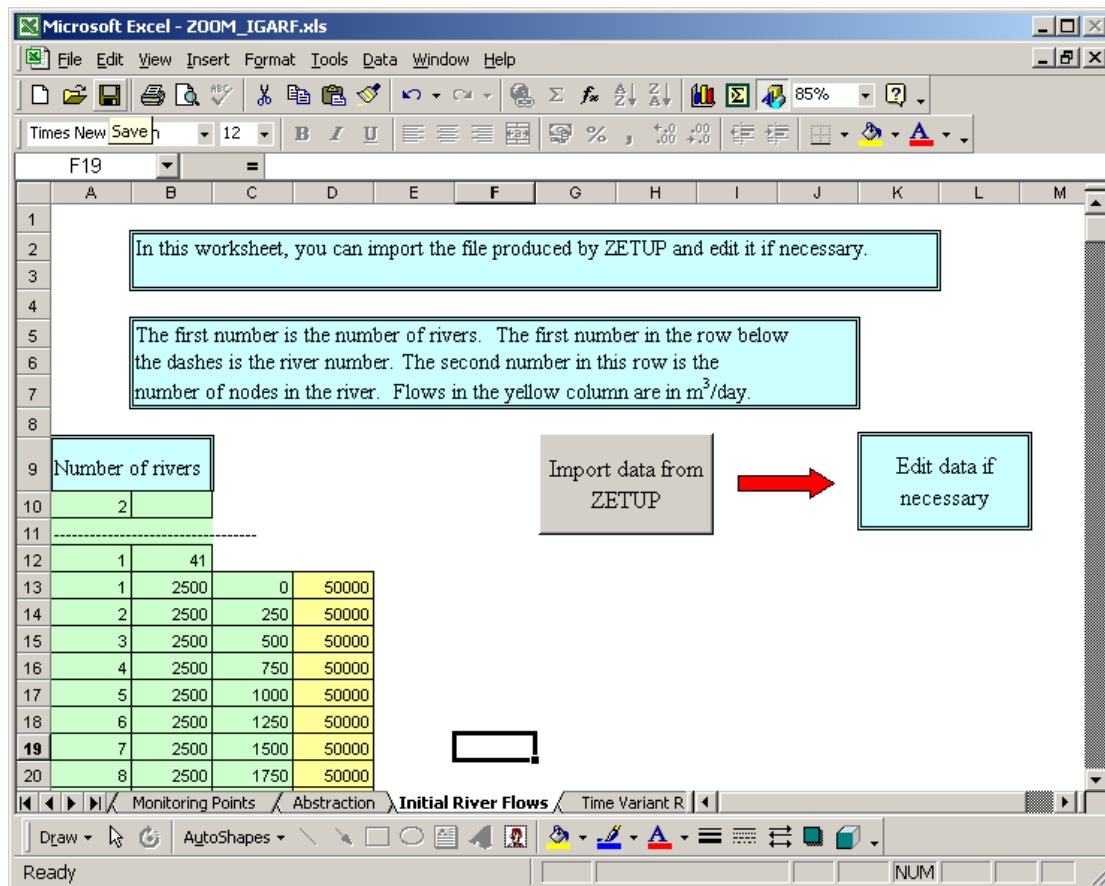 Microsoft Excel - ZOOM_IGARF.xls
File Edit View Insert Format Tools Data Window Help
85%
Times New Save n 12 B I U
F19 =
A B C D E F G H I J K L M
1
2 In this worksheet, you can import the file produced by ZETUP and edit it if necessary.
3
4
5 The first number is the number of rivers. The first number in the row below
6 the dashes is the river number. The second number in this row is the
7 number of nodes in the river. Flows in the yellow column are in m³/day.
8
9 Number of rivers
Import data from
ZETUP
Edit data if
necessary
10 2
11 ----------------------------------
12 1 41
13 1 2500 0 50000
14 2 2500 250 50000
15 3 2500 500 50000
16 4 2500 750 50000
17 5 2500 1000 50000
18 6 2500 1250 50000
19 7 2500 1500 50000
20 8 2500 1750 50000
Monitoring Points Abstraction Initial River Flows Time Variant R
Draw AutoShapes
Ready NUM